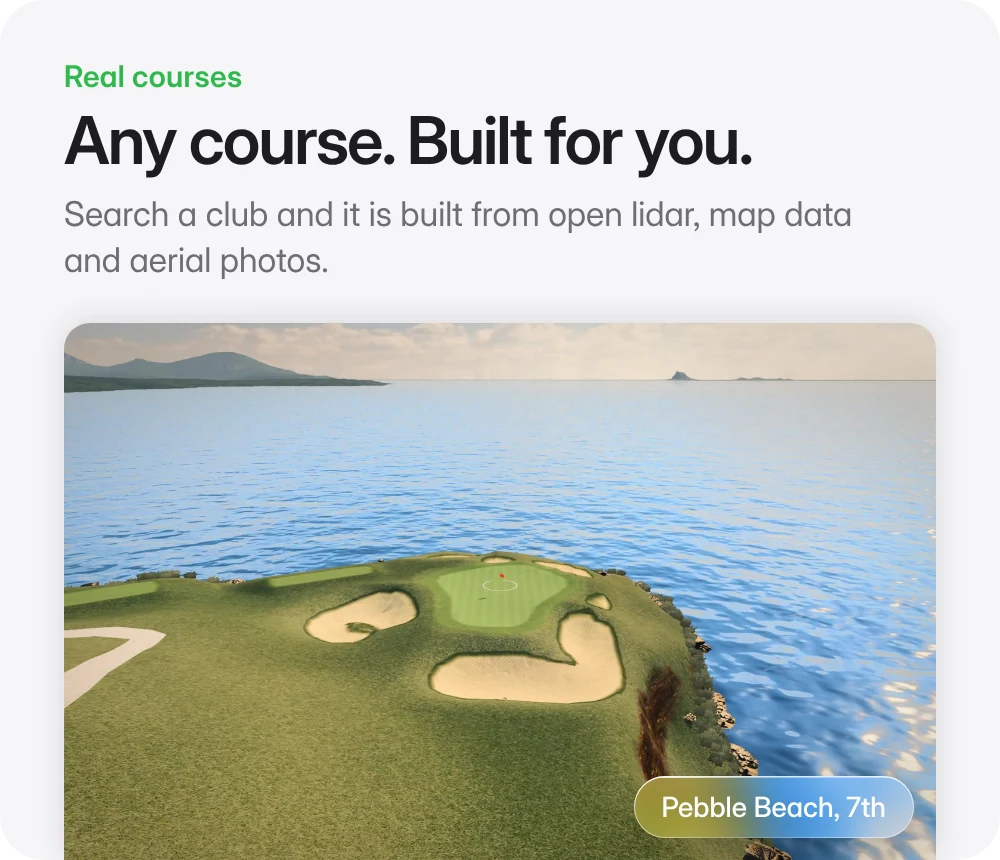 Real courses
Any course. Built for you.
Search a club and it is built from open lidar, map data
and aerial photos.
Pebble Beach, 7th